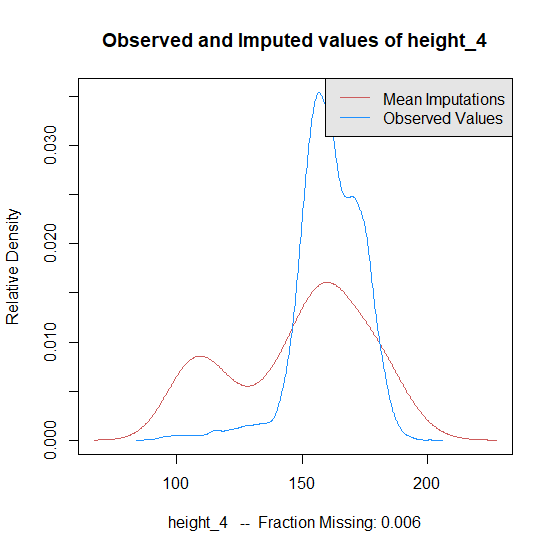 Observed and Imputed values of height_4
Mean Imputations
Observed Values
Relative Density
0.030
0.020
0.010
0.000
100 150 200
height_4 -- Fraction Missing: 0.006